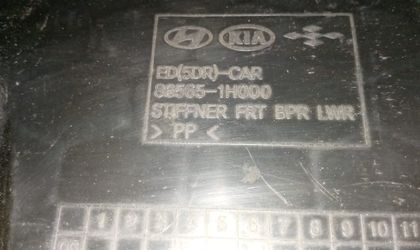 KIA
ED(5DR)-CAR
86565-1H000
STIFFNER FRT BPR LWR
> PP <
1 2 3 4 5 6 7 8 9 10 11